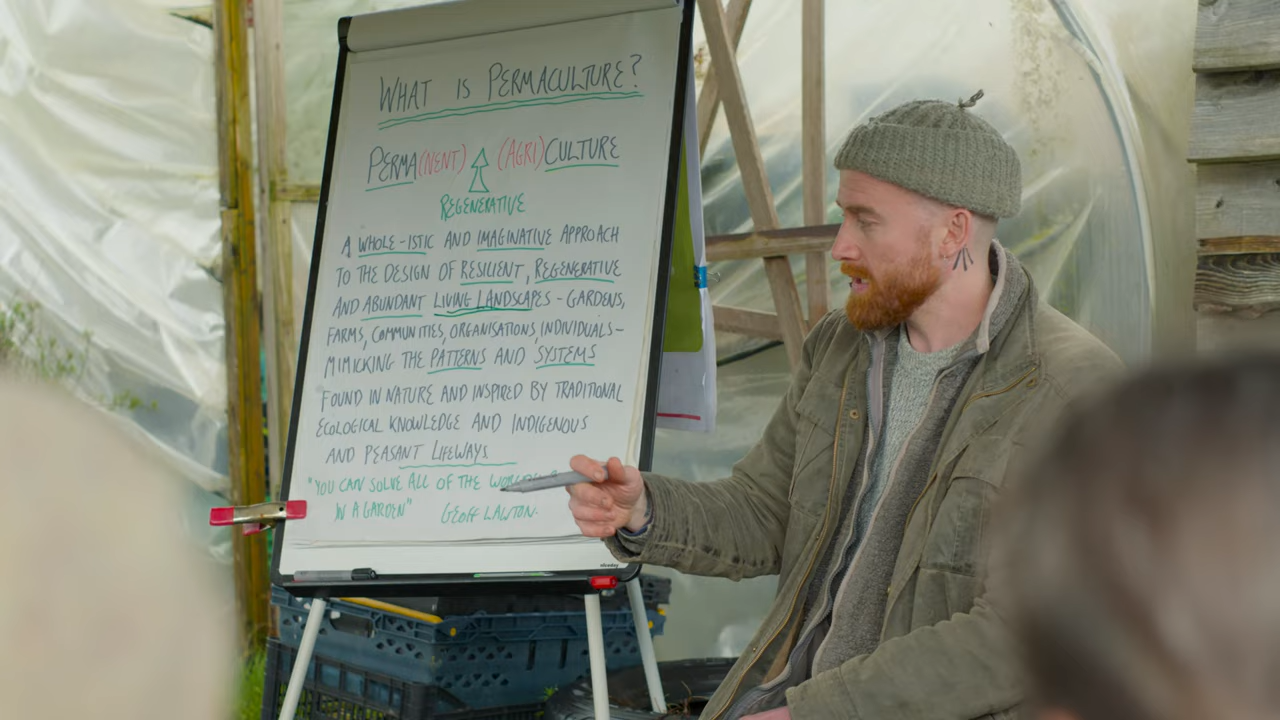 WHAT IS PERMACULTURE?
PERMA(NENT) (AGRI)CULTURE
REGENERATIVE
A WHOLE-ISTIC AND IMAGINATIVE APPROACH
TO THE DESIGN OF RESILIENT, REGENERATIVE
AND ABUNDANT LIVING LANDSCAPES - GARDENS,
FARMS, COMMUNITIES, ORGANISATIONS, INDIVIDUALS -
MIMICKING THE PATTERNS AND SYSTEMS
FOUND IN NATURE AND INSPIRED BY TRADITIONAL
ECOLOGICAL KNOWLEDGE AND INDIGENOUS
AND PEASANT LIFEWAYS
"YOU CAN SOLVE ALL OF THE
IN A GARDEN" GEOFF LAWTON.